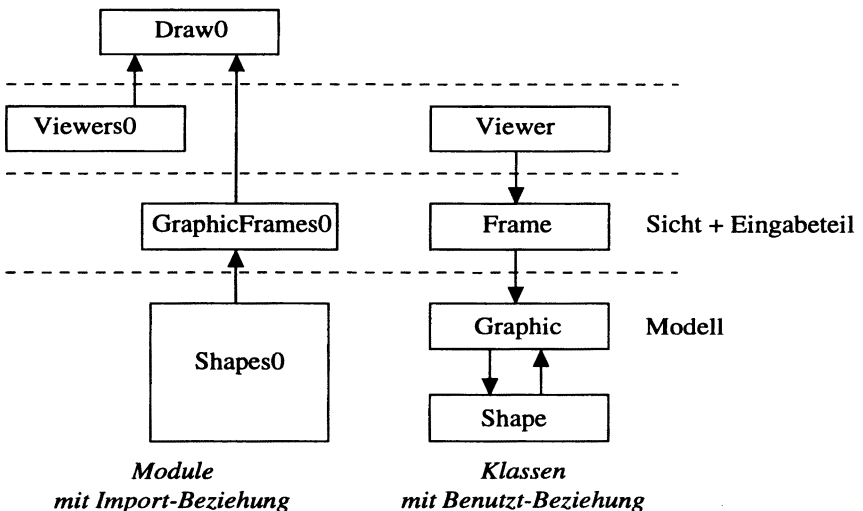 Draw0
Viewers0
Viewer
GraphicFrames0
Frame
Sicht + Eingabeteil
Graphic
Modell
Shapes0
Shape
Module
mit Import-Beziehung
Klassen
mit Benutzt-Beziehung